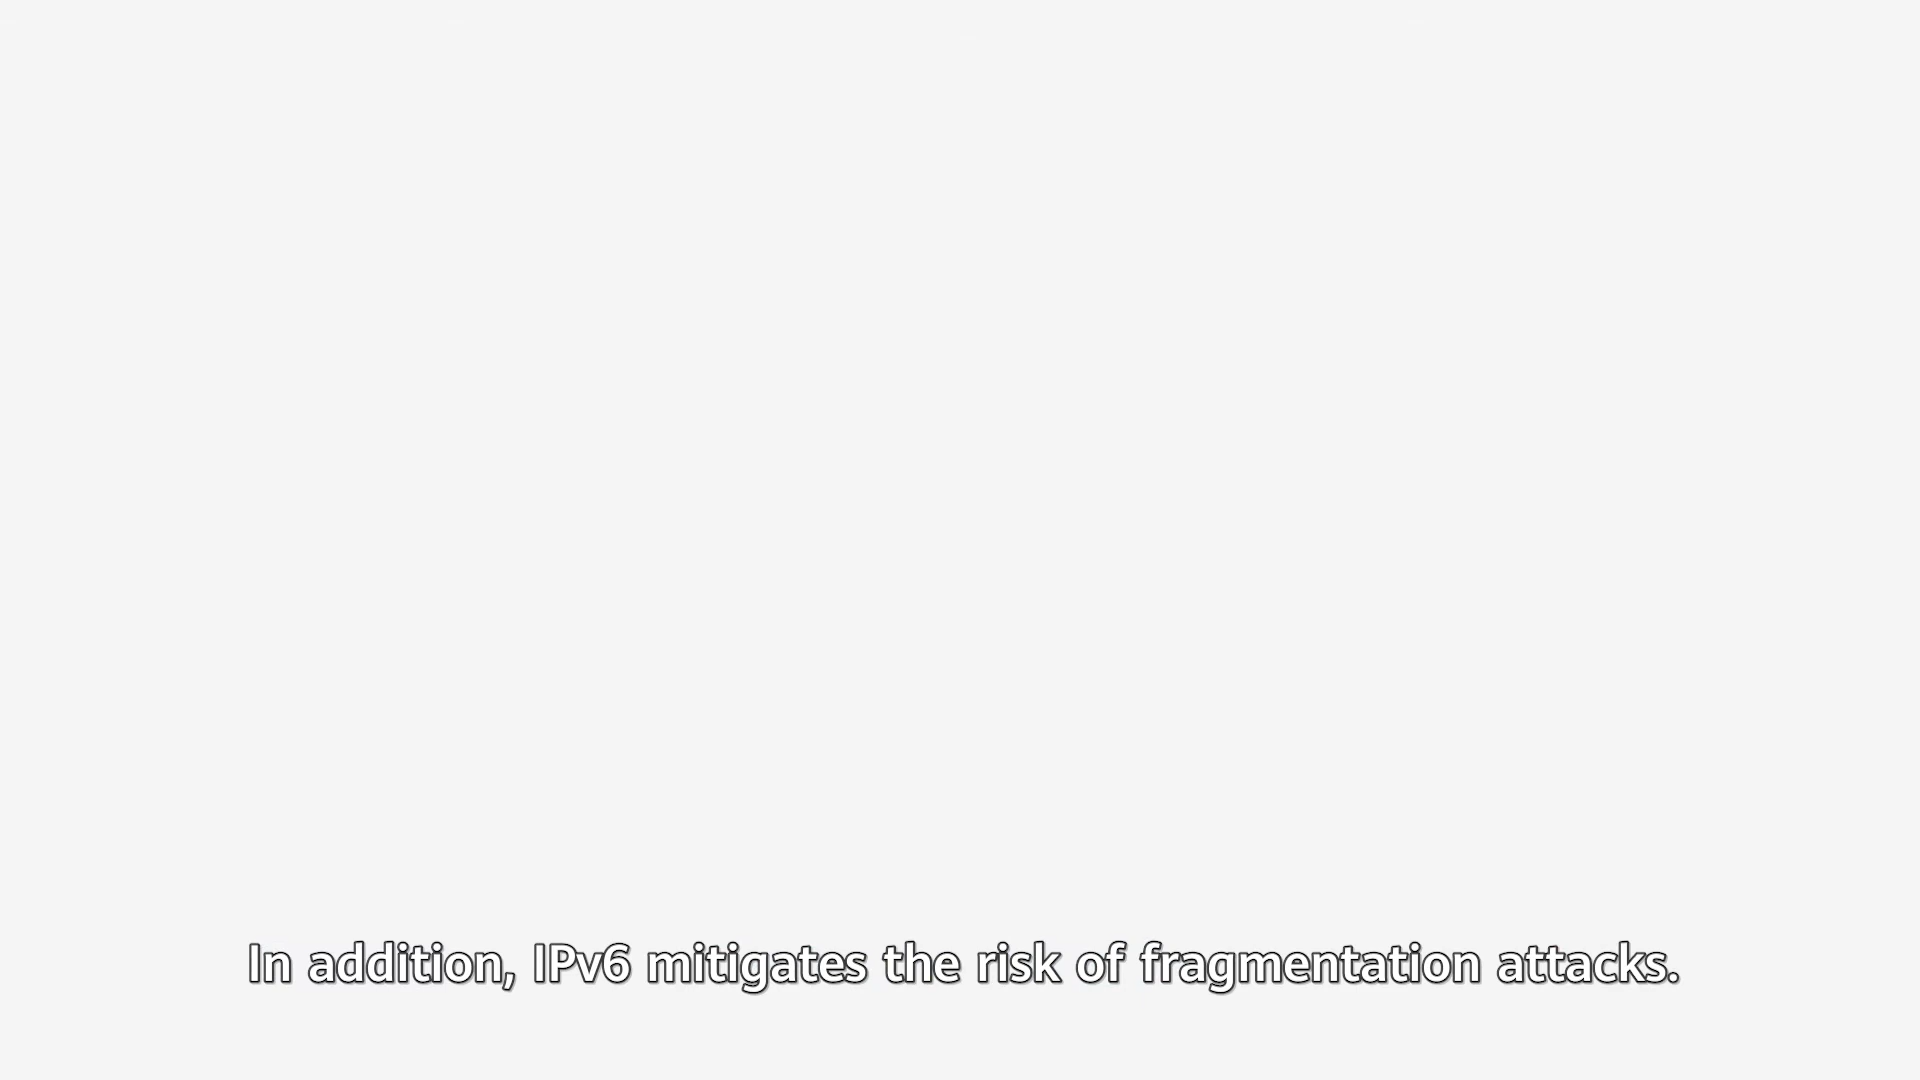 In addition, IPv6 mitigates the risk of fragmentation attacks.